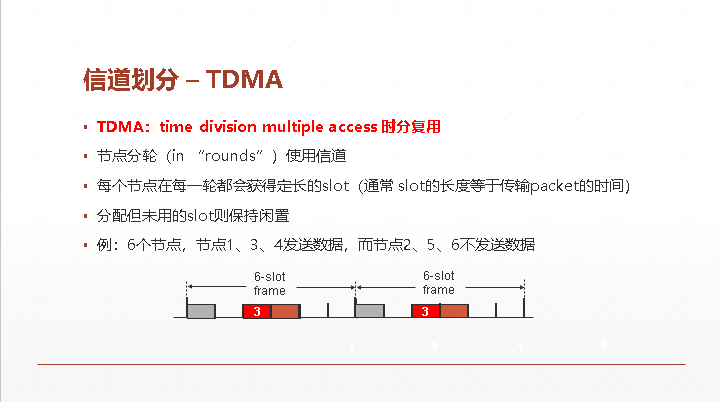 信道划分 – TDMA
▪ TDMA：time division multiple access 时分复用
▪ 节点分轮（in “rounds”）使用信道
▪ 每个节点在每一轮都会获得定长的slot（通常 slot的长度等于传输packet的时间）
▪ 分配但未用的slot则保持闲置
▪ 例：6个节点，节点1、3、4发送数据，而节点2、5、6不发送数据
6-slot 6-slot
frame frame
3 3